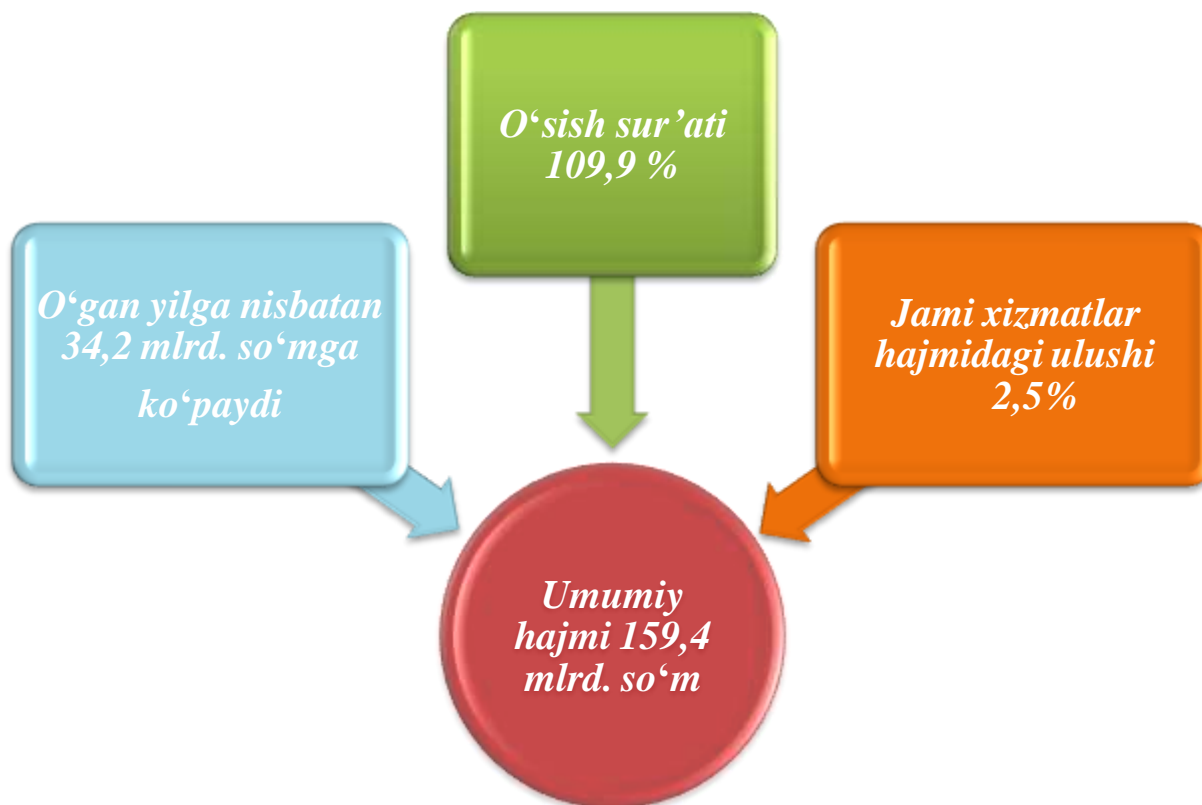 O‘sish sur’ati
109,9 %
O‘gan yilga nisbatan
34,2 mlrd. so‘mga
ko‘paydi
Jami xizmatlar
hajmidagi ulushi
2,5%
Umumiy
hajmi 159,4
mlrd. so‘m